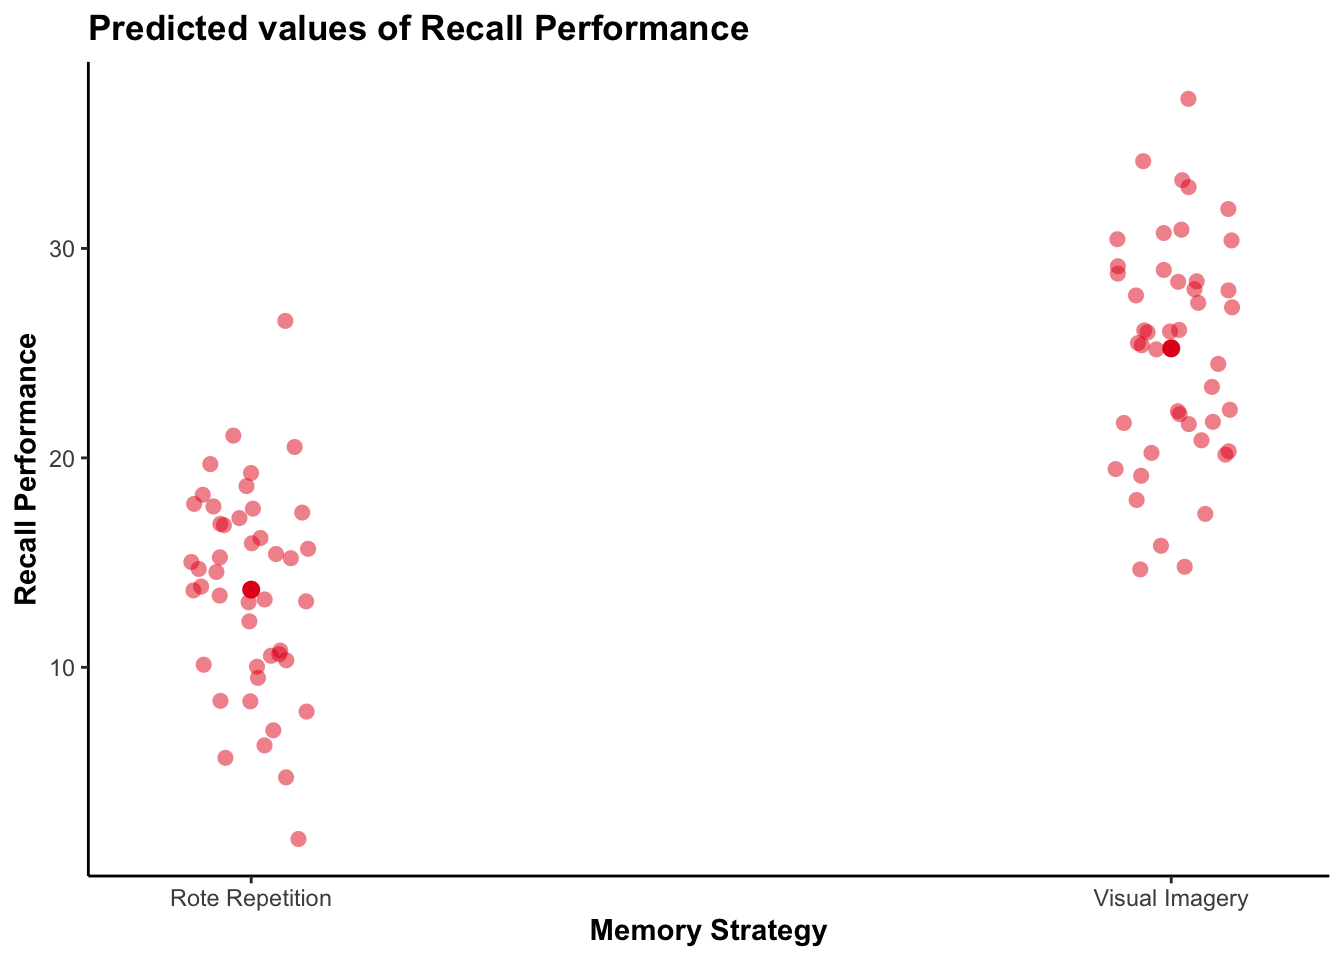 Predicted values of Recall Performance
Recall Performance
30
20
10
Rote Repetition
Visual Imagery
Memory Strategy